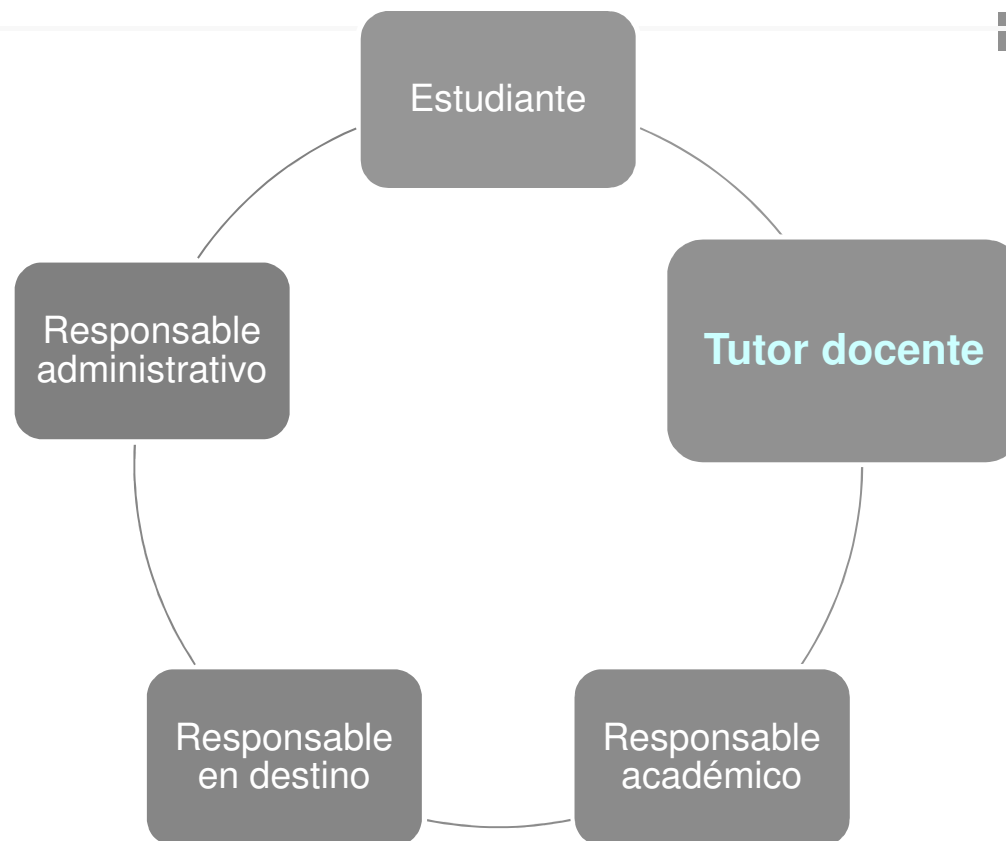 Estudiante
Tutor docente
Responsable
administrativo
Responsable
en destino
Responsable
académico